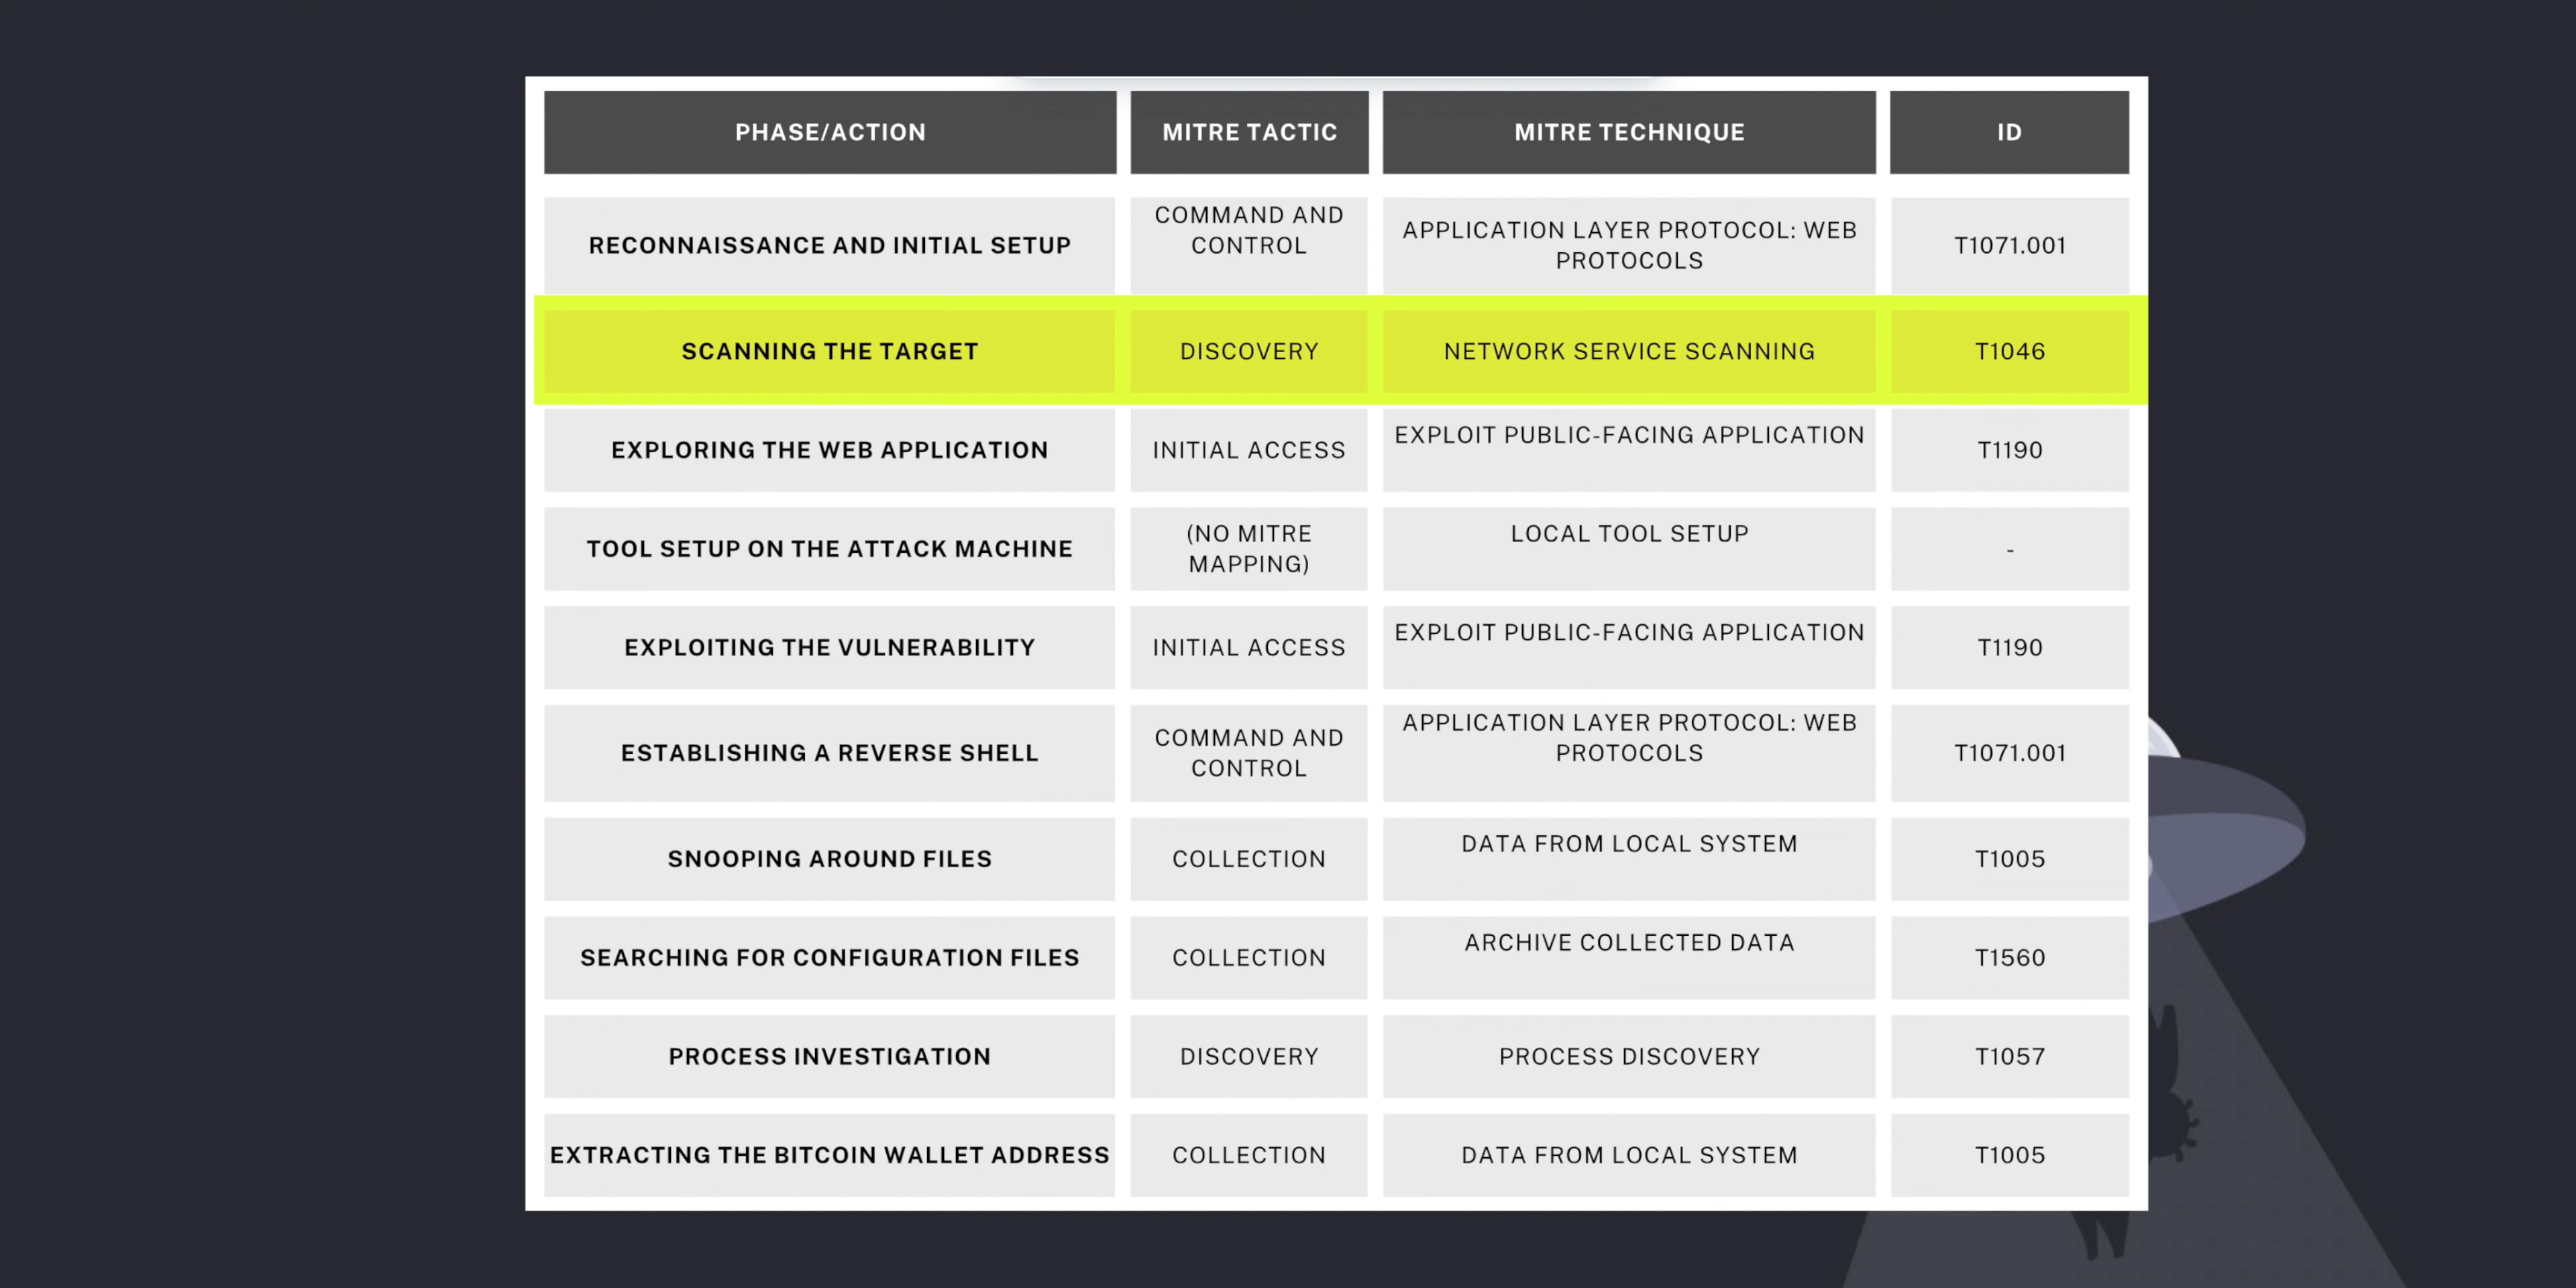 PHASE/ACTION
MITRE TACTIC
MITRE TECHNIQUE
ID
RECONNAISSANCE AND INITIAL SETUP
COMMAND AND
CONTROL
APPLICATION LAYER PROTOCOL: WEB
PROTOCOLS
T1071.001
SCANNING THE TARGET
DISCOVERY
NETWORK SERVICE SCANNING
T1046
EXPLORING THE WEB APPLICATION
INITIAL ACCESS
EXPLOIT PUBLIC-FACING APPLICATION
T1190
TOOL SETUP ON THE ATTACK MACHINE
(NO MITRE
MAPPING)
LOCAL TOOL SETUP
-
EXPLOITING THE VULNERABILITY
INITIAL ACCESS
EXPLOIT PUBLIC-FACING APPLICATION
T1190
ESTABLISHING A REVERSE SHELL
COMMAND AND
CONTROL
APPLICATION LAYER PROTOCOL: WEB
PROTOCOLS
T1071.001
SNOOPING AROUND FILES
COLLECTION
DATA FROM LOCAL SYSTEM
T1005
SEARCHING FOR CONFIGURATION FILES
COLLECTION
ARCHIVE COLLECTED DATA
T1560
PROCESS INVESTIGATION
DISCOVERY
PROCESS DISCOVERY
T1057
EXTRACTING THE BITCOIN WALLET ADDRESS
COLLECTION
DATA FROM LOCAL SYSTEM
T1005